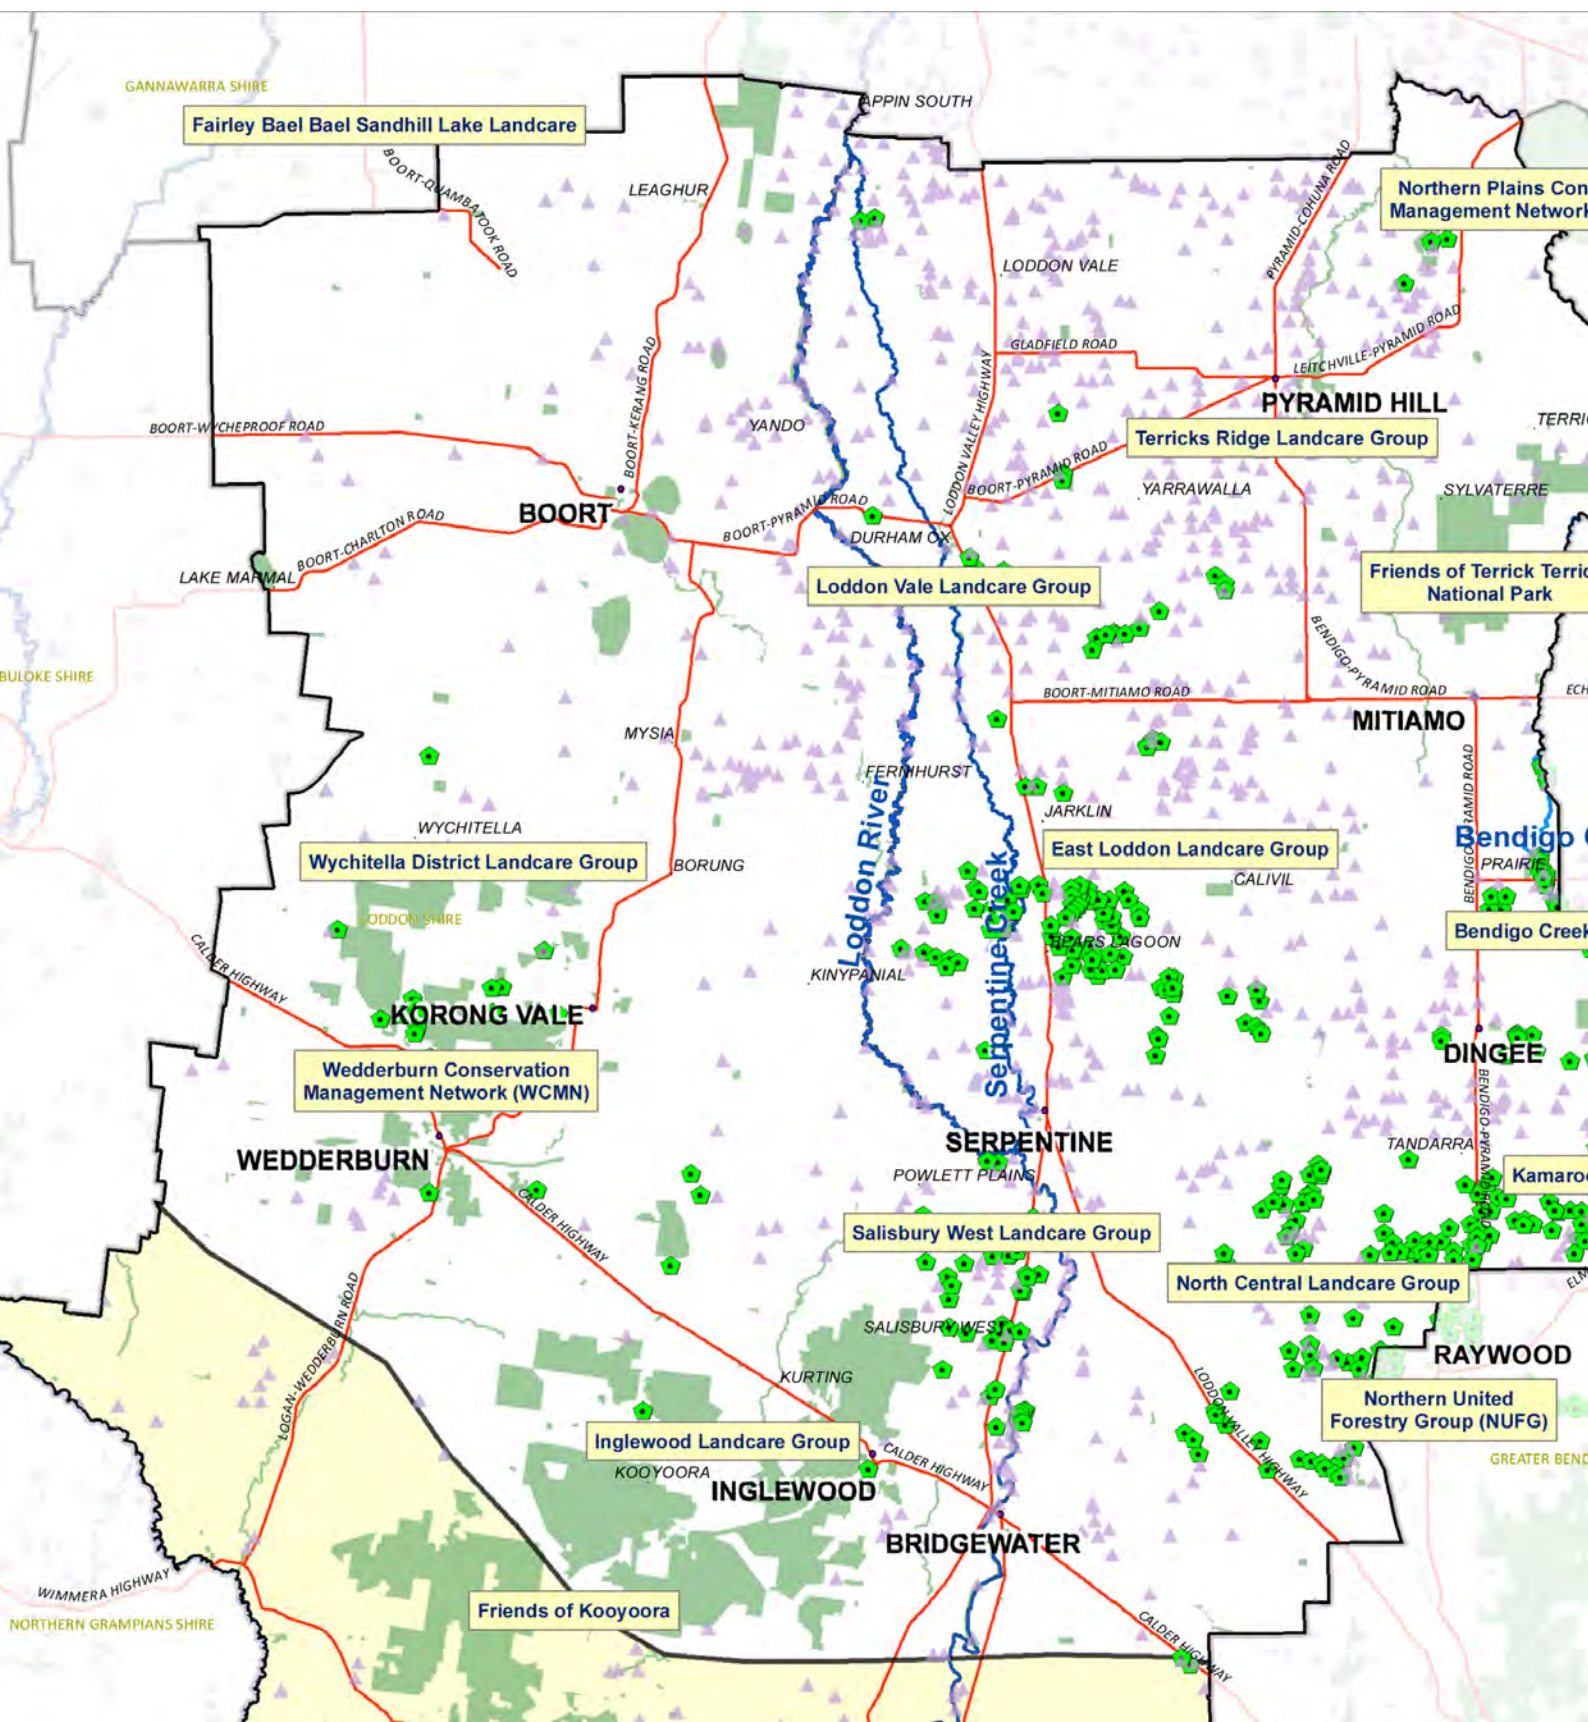 GANNAWARRA SHIRE
APPIN SOUTH
Fairley Bael Bael Sandhill Lake Landcare
BOORT-QUAMBATOOK ROAD
LEAGHUR
PYRAMID-COHUNA ROAD
Northern Plains Con
Management Network
LODDON VALE
BOORT-KERANG ROAD
GLADFIELD ROAD
LEITCHVILLE-PYRAMID ROAD
LODDON VALLEY HIGHWAY
PYRAMID HILL
BOORT-WYCHEPROOF ROAD
YANDO
Terricks Ridge Landcare Group
BOORT-PYRAMID ROAD
YARRAWALLA
SYLVATERRE
BOORT
BOORT-CHARLTON ROAD
BOORT-PYRAMID ROAD
DURHAM OX
LAKE MARMAL
Loddon Vale Landcare Group
Friends of Terrick Terric
National Park
BULOKE SHIRE
BENDIGO-PYRAMID ROAD
BOORT-MITIAMO ROAD
ECH
MITIAMO
MYSIA
FERNIHURST
BENDIGO-PYRAMID ROAD
JARKLIN
WYCHITELLA
Loddon River
Bendigo
Wychitella District Landcare Group
BORUNG
East Loddon Landcare Group
PRAIRIE
CALIVIL
LODDON SHIRE
Serpentine Creek
Bendigo Creek
BEARS LAGOON
CALDER HIGHWAY
KINYPANIAL
KORONG VALE
DINGEE
Wedderburn Conservation
Management Network (WCMN)
BENDIGO-PYRAMID ROAD
SERPENTINE
TANDARRA
WEDDERBURN
POWLETT PLAINS
Kamaroo
CALDER HIGHWAY
Salisbury West Landcare Group
North Central Landcare Group
ELM
LOGAN-WEDDERBURN ROAD
SALISBURY WEST
RAYWOOD
KURTING
LODDON VALLEY HIGHWAY
Northern United
Forestry Group (NUFG)
Inglewood Landcare Group
CALDER HIGHWAY
GREATER BEND
KOOYOORA
INGLEWOOD
BRIDGEWATER
WIMMERA HIGHWAY
Friends of Kooyoora
NORTHERN GRAMPIANS SHIRE
CALDER HIGHWAY